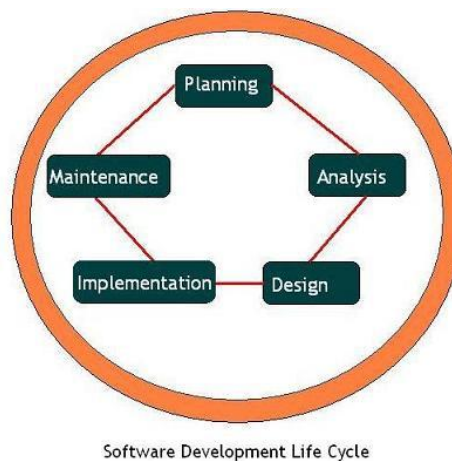 Planning
Maintenance
Analysis
Implementation
Design
Software Development Life Cycle